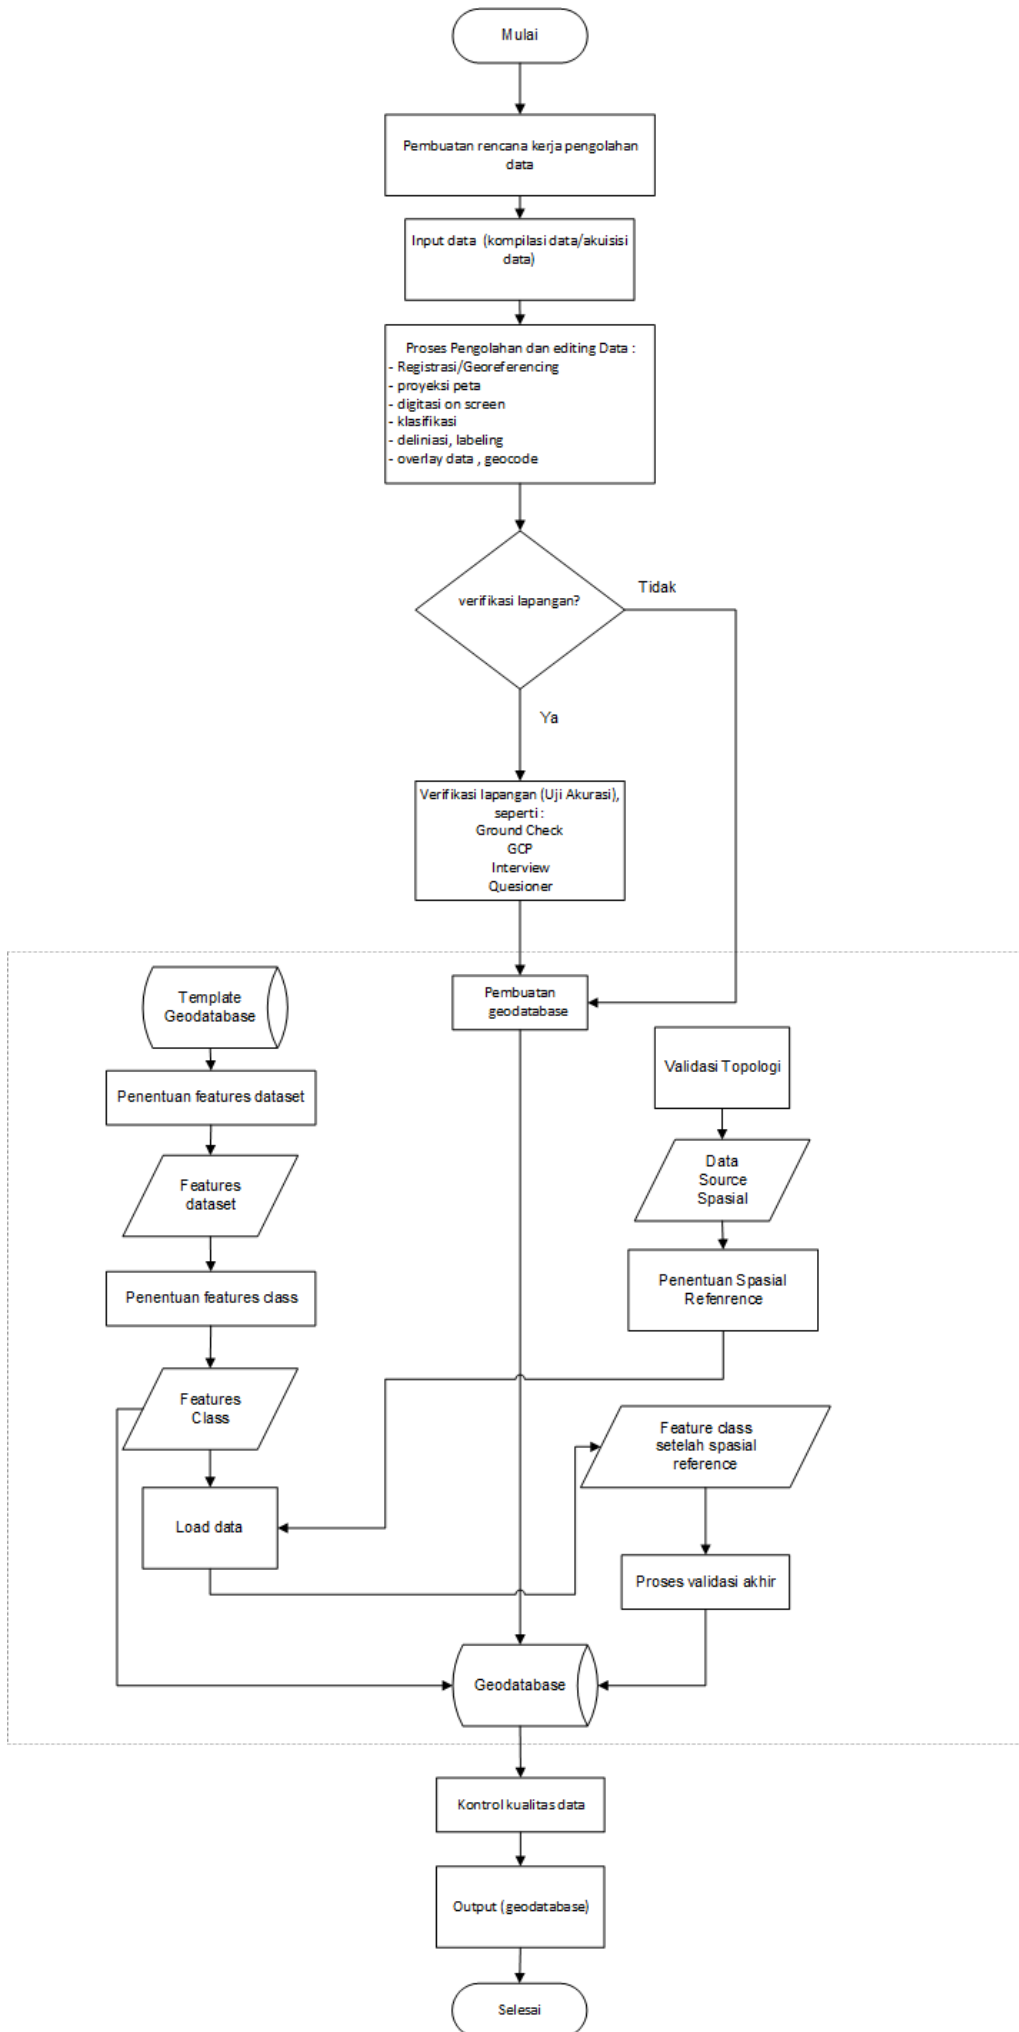 Mulai
Pembuatan rencana kerja pengolahan
data
Input data (kompilasi data/akuisisi
data)
Proses Pengolahan dan editing Data :
- Registrasi/Georeferencing
- proyeksi peta
- digitasi on screen
- klasifikasi
- deliniasi, labeling
- overlay data , geocode
verifikasi lapangan?
Tidak
Ya
Verifikasi lapangan (Uji Akurasi),
seperti :
Ground Check
GCP
Interview
Quesioner
Template
Geodatabase
Pembuatan
geodatabase
Validasi Topologi
Penentuan features dataset
Data
Source
Spasial
Features
dataset
Penentuan Spasial
Refenrence
Penentuan features class
Features
Class
Feature class
setelah spasial
reference
Load data
Proses validasi akhir
Geodatabase
Kontrol kualitas data
Output (geodatabase)
Selesai